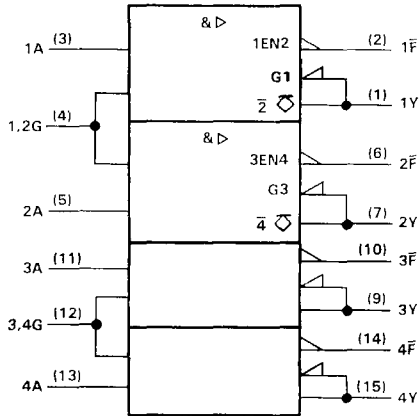 & ▷
1A (3) 1EN2 (2) 1F̅
G1
1,2G (4) 2̅ ◇̅ (1) 1Y
& ▷
3EN4 (6) 2F̅
2A (5) G3
4̅ ◇̅ (7) 2Y
3A (11) (10) 3F̅
3,4G (12) (9) 3Y
(14) 4F̅
4A (13) (15) 4Y